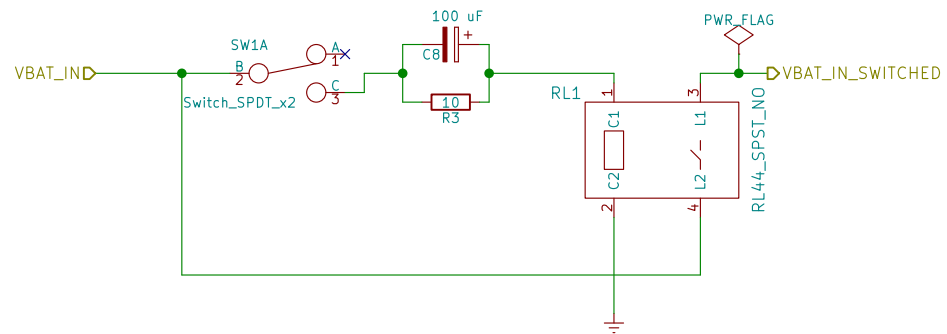 100 uF
PWR_FLAG
SW1A
A
1
+
C8
VBAT_IN
B
2
VBAT_IN_SWITCHED
C
3
Switch_SPDT_x2
10
R3
RL1
1
3
C1
L1
C2
L2
2
4
RL44_SPST_NO